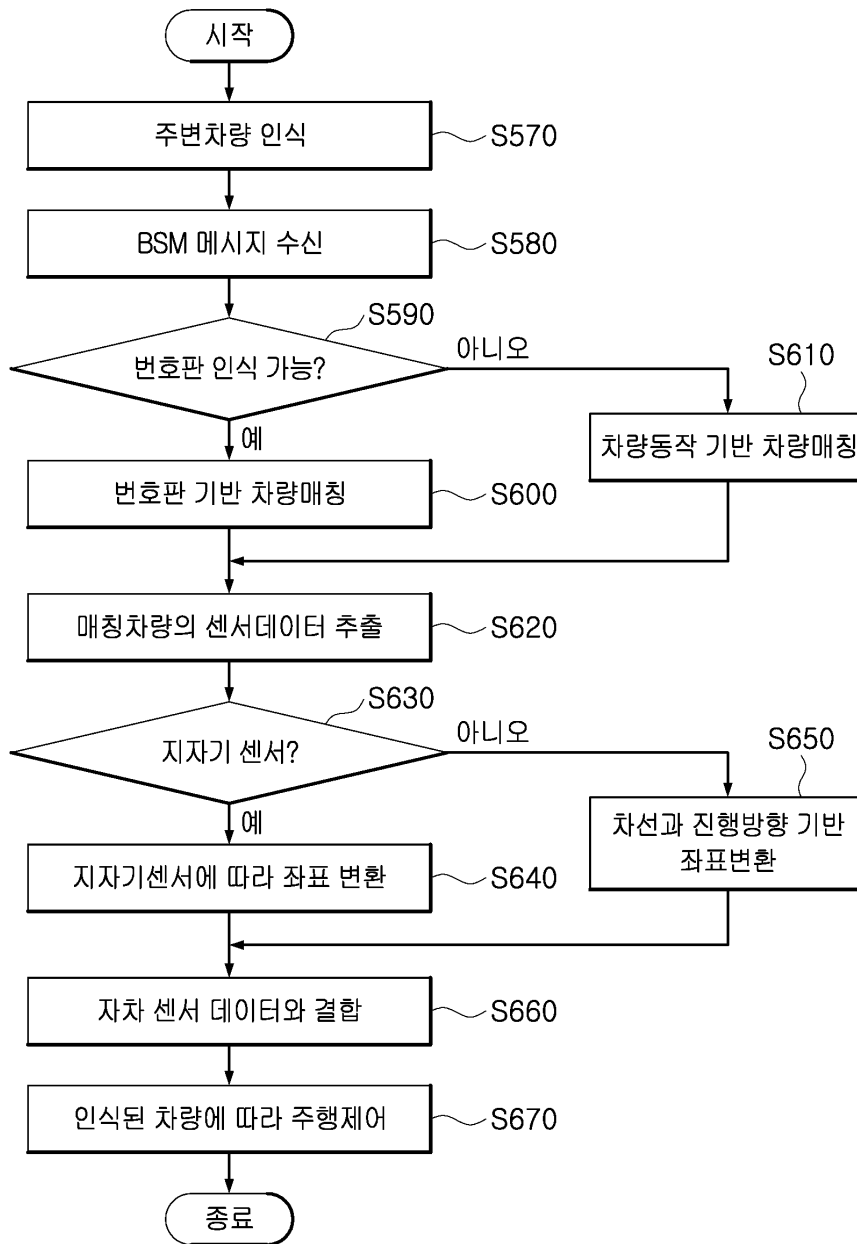 시작
주변차량 인식
S570
BSM 메시지 수신
S580
S590
번호판 인식 가능?
아니오
S610
차량동작 기반 차량매칭
예
번호판 기반 차량매칭
S600
매칭차량의 센서데이터 추출
S620
S630
지자기 센서?
아니오
S650
차선과 진행방향 기반
좌표변환
예
지자기센서에 따라 좌표 변환
S640
자차 센서 데이터와 결합
S660
인식된 차량에 따라 주행제어
S670
종료